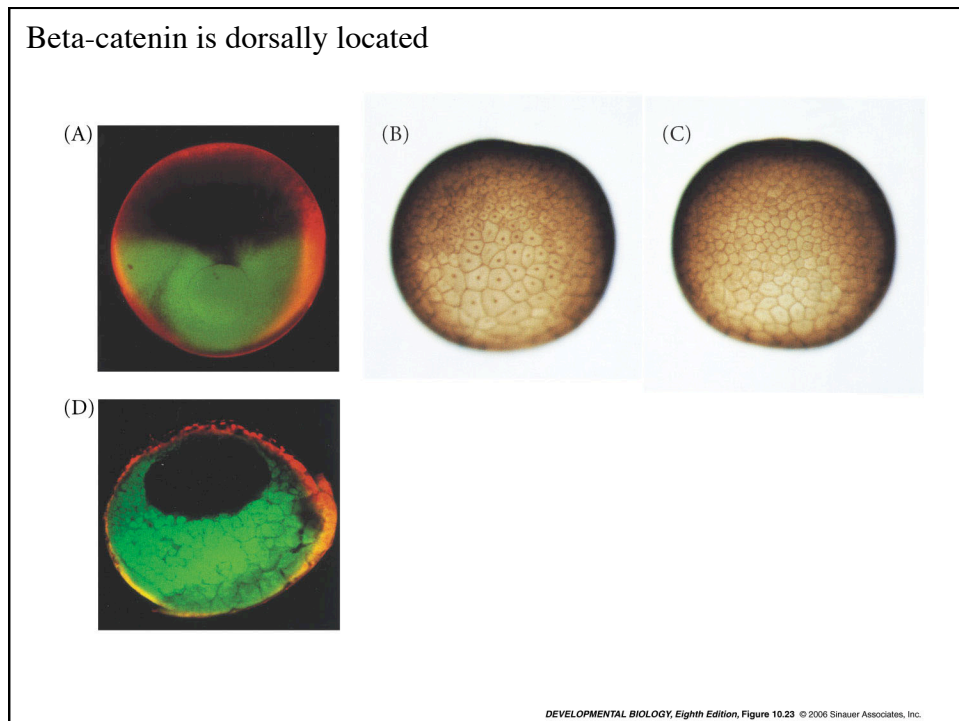 Beta-catenin is dorsally located
(A)
(B)
(C)
(D)
DEVELOPMENTAL BIOLOGY, Eighth Edition, Figure 10.23 © 2006 Sinauer Associates, Inc.